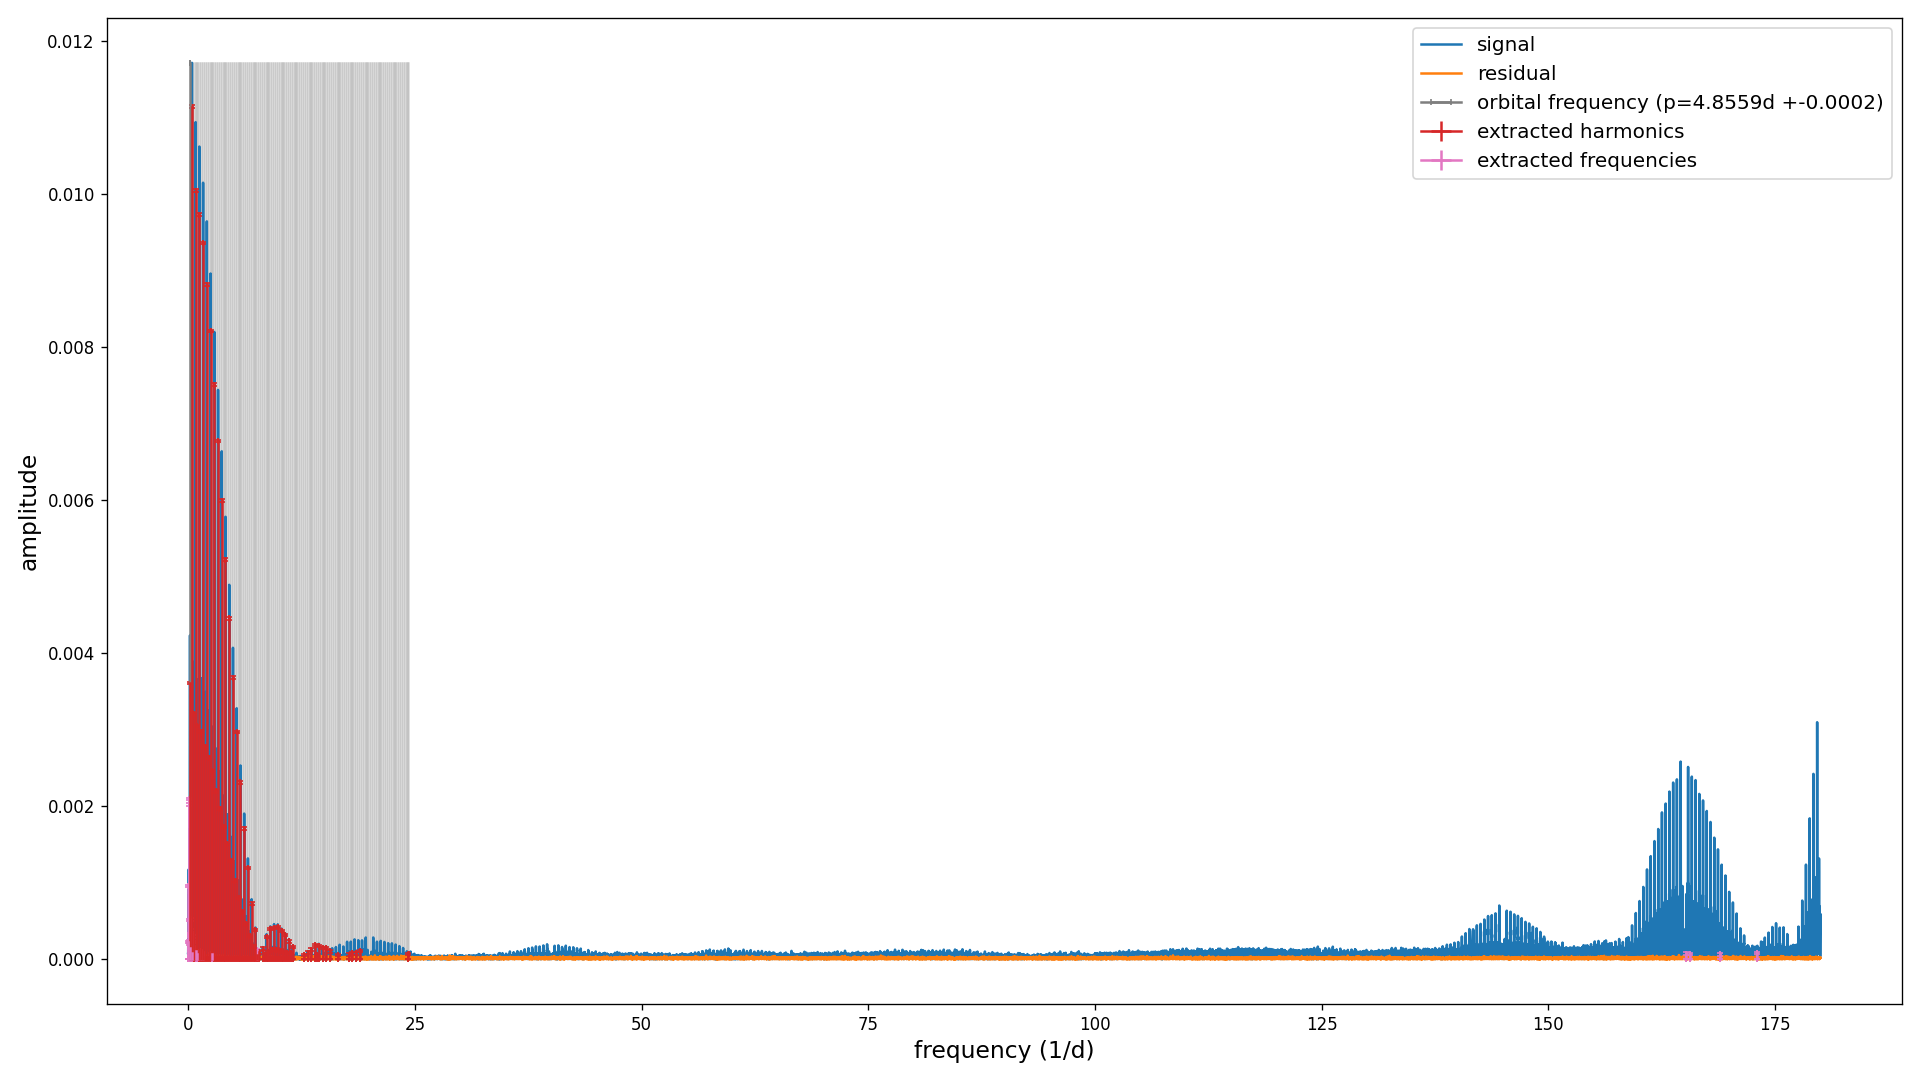 signal
residual
orbital frequency (p=4.8559d +-0.0002)
extracted harmonics
extracted frequencies
0.012
0.010
0.008
0.006
0.004
0.002
0.000
amplitude
0 25 50 75 100 125 150 175
frequency (1/d)